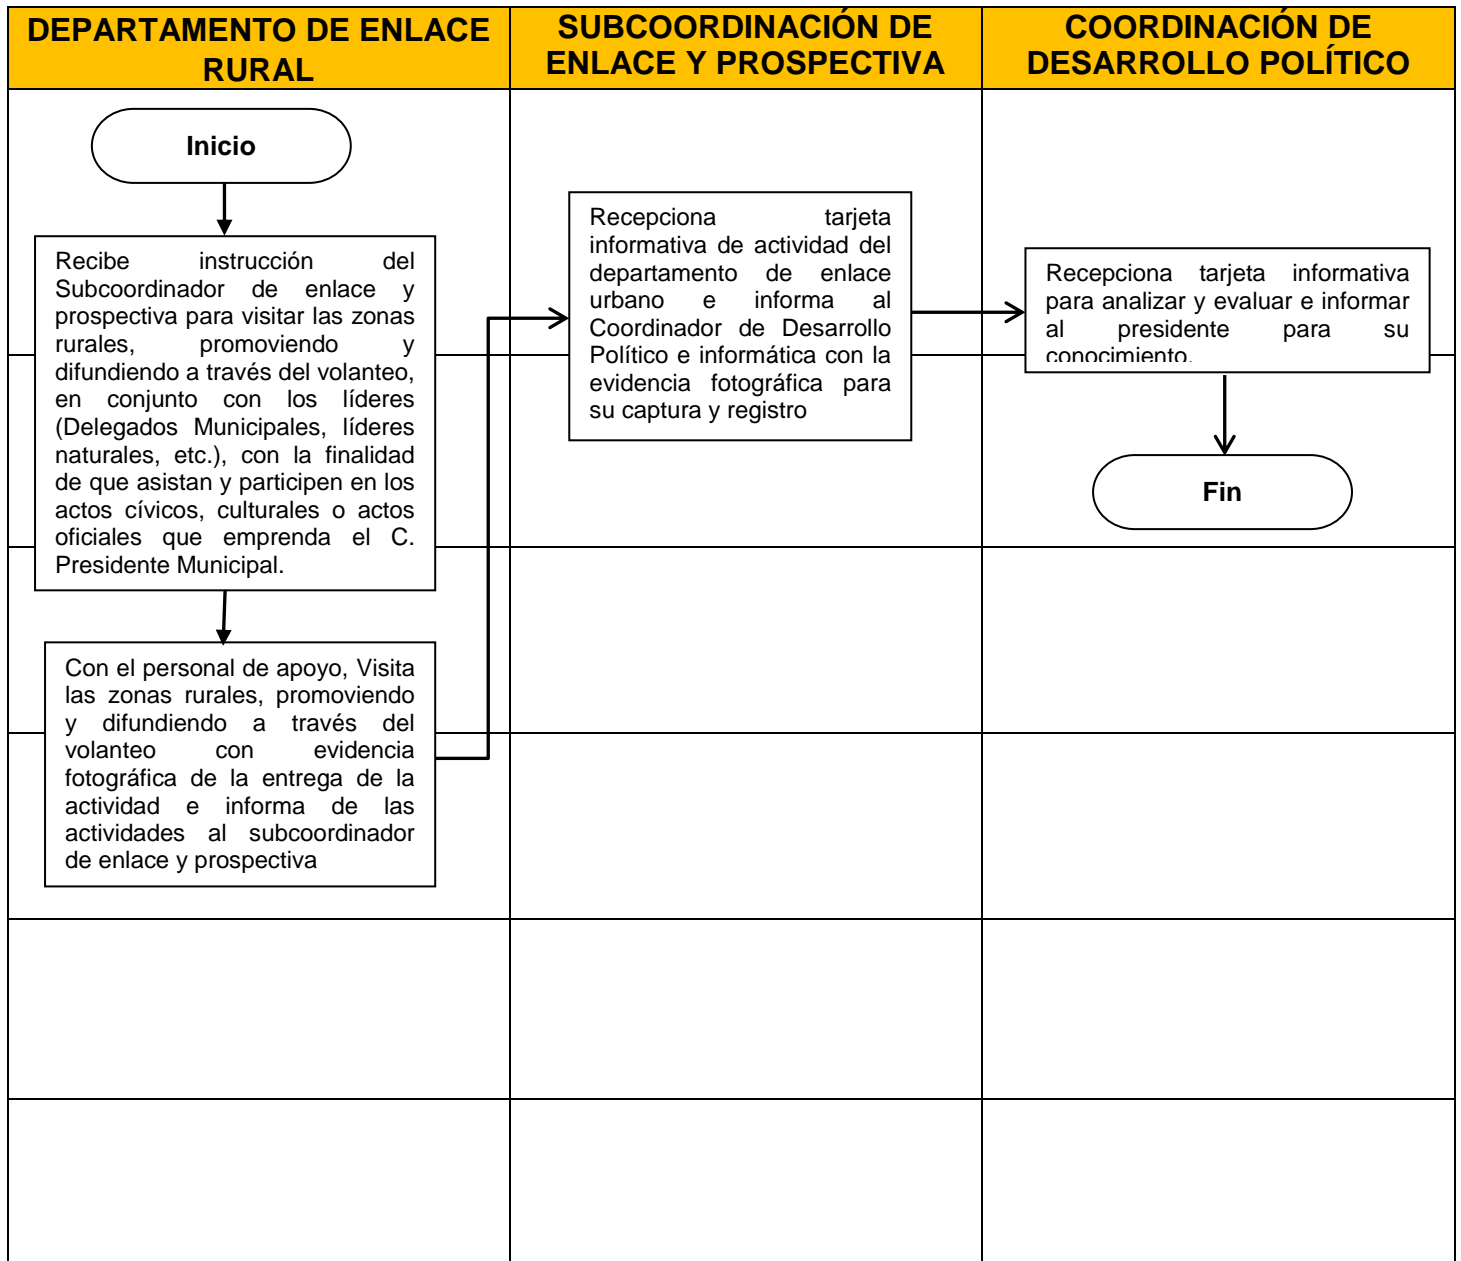 DEPARTAMENTO DE ENLACE
RURAL
SUBCOORDINACIÓN DE
ENLACE Y PROSPECTIVA
COORDINACIÓN DE
DESARROLLO POLÍTICO
Inicio
Recibe instrucción del
Subcoordinador de enlace y
prospectiva para visitar las zonas
rurales, promoviendo y
difundiendo a través del volanteo,
en conjunto con los líderes
(Delegados Municipales, líderes
naturales, etc.), con la finalidad
de que asistan y participen en los
actos cívicos, culturales o actos
oficiales que emprenda el C.
Presidente Municipal.
Con el personal de apoyo, Visita
las zonas rurales, promoviendo
y difundiendo a través del
volanteo con evidencia
fotográfica de la entrega de la
actividad e informa de las
actividades al subcoordinador
de enlace y prospectiva
Recepciona tarjeta
informativa de actividad del
departamento de enlace
urbano e informa al
Coordinador de Desarrollo
Político e informática con la
evidencia fotográfica para
su captura y registro
Recepciona tarjeta informativa
para analizar y evaluar e informar
al presidente para su
conocimiento.
Fin